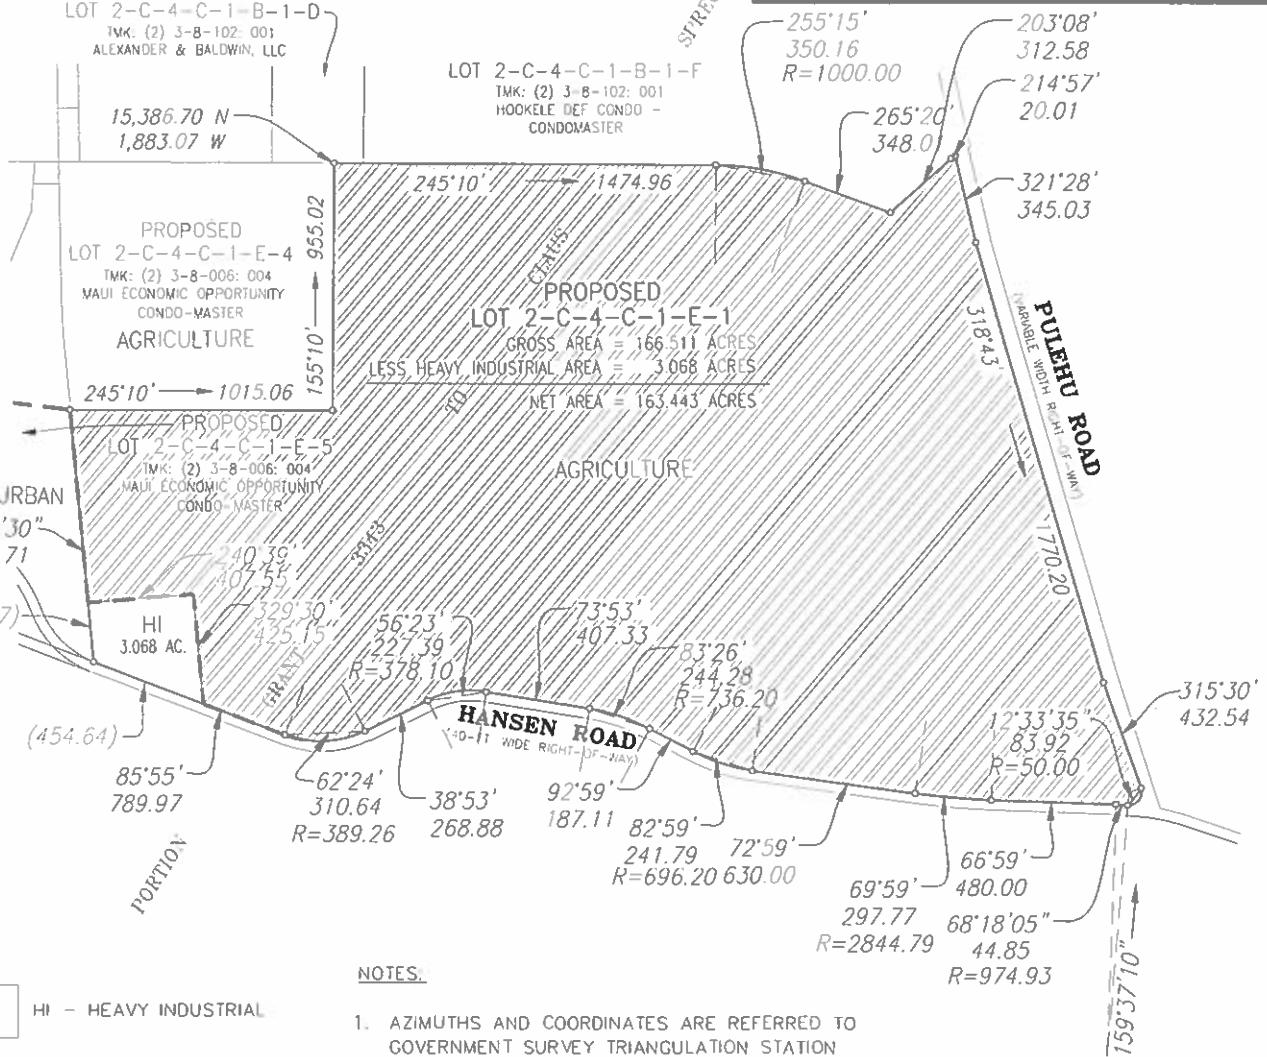 LOT 2-C-4-C-1-B-1-D
TMK: (2) 3-8-102: 001
ALEXANDER & BALDWIN, LLC
15,386.70 N
1,883.07 W
LOT 2-C-4-C-1-B-1-F
TMK: (2) 3-8-102: 001
HOOKELE DEF CONDO -
CONDOMASTER
255°15'
350.16
R=1000.00
203°08'
312.58
214°57'
20.01
265°20'
348.0
321°28'
345.03
245°10' 1474.96
PROPOSED
LOT 2-C-4-C-1-E-4
TMK: (2) 3-8-006: 004
MAUI ECONOMIC OPPORTUNITY
CONDO-MASTER
AGRICULTURE
155°10' 955.02
245°10' 1015.06
CLAUS
PROPOSED
LOT 2-C-4-C-1-E-1
GROSS AREA = 166.511 ACRES
LESS HEAVY INDUSTRIAL AREA = 3.068 ACRES
NET AREA = 163.443 ACRES
TO
AGRICULTURE
318°43'
1770.20
PULEHU ROAD
(VARIABLE WIDTH RIGHT-OF-WAY)
PROPOSED
LOT 2-C-4-C-1-E-5
TMK: (2) 3-8-006: 004
MAUI ECONOMIC OPPORTUNITY
CONDO-MASTER
URBAN
'30"
71
3343
240°39'
407.55
HI
3.068 AC.
329°30'
425.15
GRANT
56°23'
227.39
R=378.10
73°53'
407.33
83°26'
244.28
R=736.20
HANSEN ROAD
(40-FT WIDE RIGHT-OF-WAY)
12°33'35"
83.92
R=50.00
315°30'
432.54
(454.64)
85°55'
789.97
62°24'
310.64
R=389.26
38°53'
268.88
92°59'
187.11
82°59'
241.79
R=696.20
72°59'
630.00
69°59'
297.77
R=2844.79
66°59'
480.00
68°18'05"
44.85
R=974.93
159°37'10"
PORTION
HI - HEAVY INDUSTRIAL
NOTES:
1. AZIMUTHS AND COORDINATES ARE REFERRED TO
GOVERNMENT SURVEY TRIANGULATION STATION